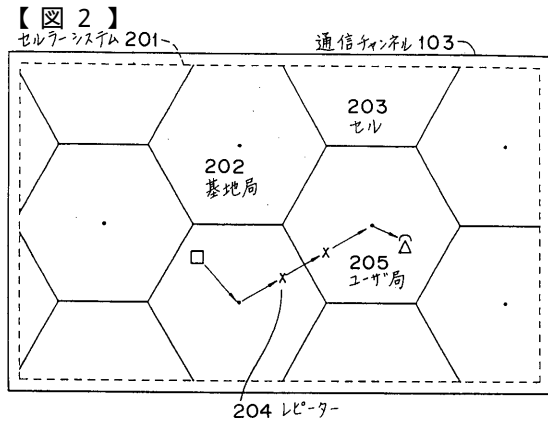 【図2】
セルラーシステム 201
通信チャンネル 103
203
セル
202
基地局
205
ユーザ局
204 レピーター